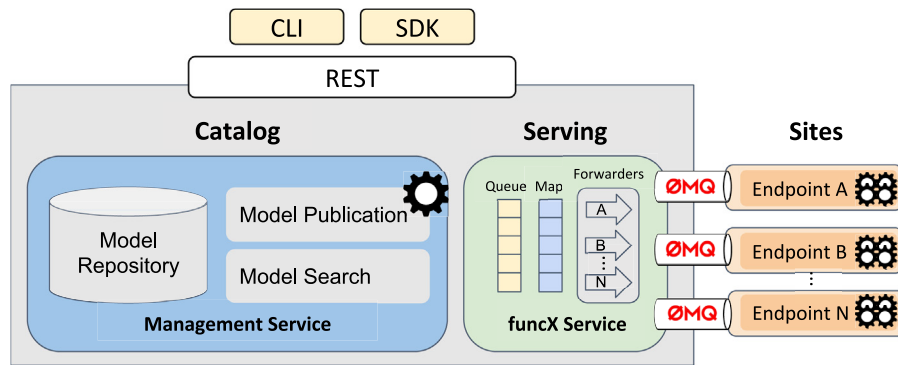 CLI
SDK
REST
Catalog
Serving
Sites
Model
Repository
Model Publication
Model Search
Management Service
Queue
Map
Forwarders
A
B
N
funcX Service
ØMQ
Endpoint A
ØMQ
Endpoint B
ØMQ
Endpoint N